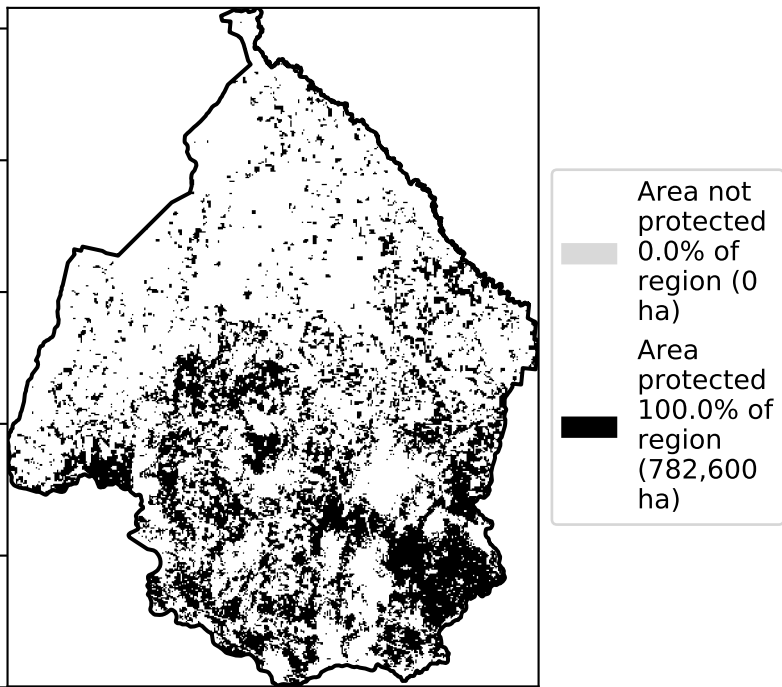 Area not
protected
0.0% of
region (0
ha)
Area
protected
100.0% of
region
(782,600
ha)